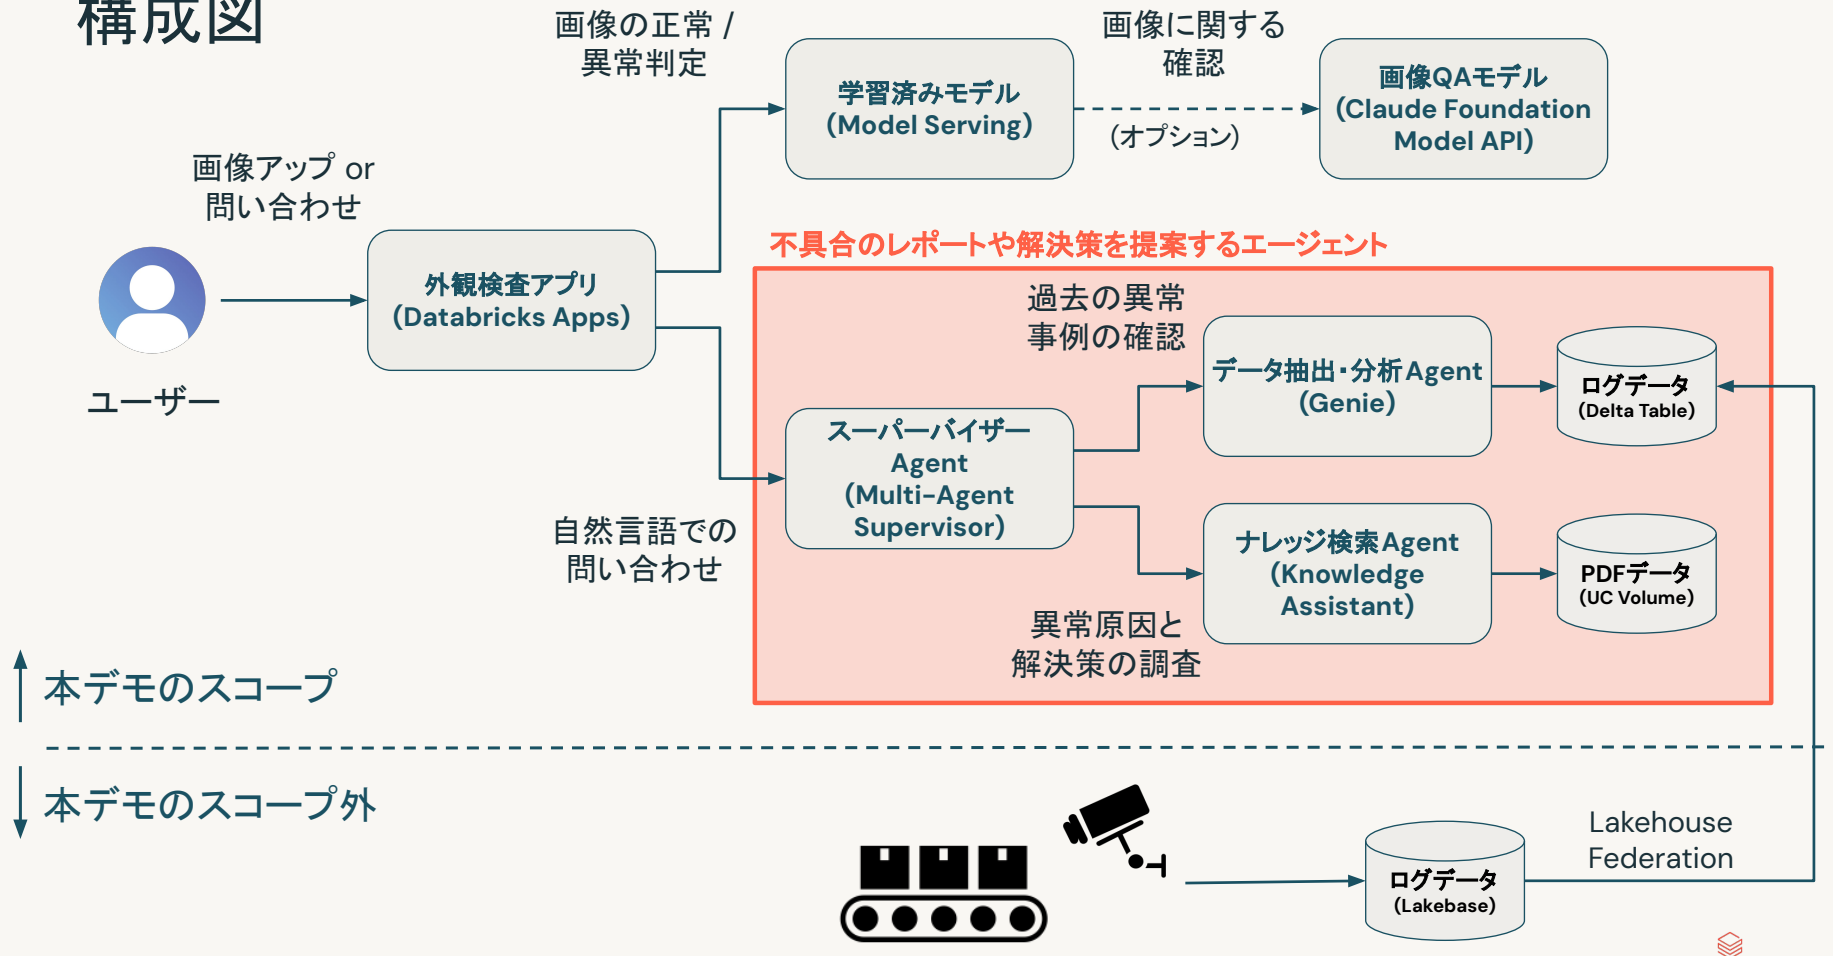 構成図
画像の正常 /
異常判定
画像に関する
確認
学習済みモデル
(Model Serving)
(オプション)
画像QAモデル
(Claude Foundation
Model API)
画像アップ or
問い合わせ
ユーザー
外観検査アプリ
(Databricks Apps)
不具合のレポートや解決策を提案するエージェント
過去の異常
事例の確認
データ抽出・分析Agent
(Genie)
ログデータ
(Delta Table)
スーパーバイザー
Agent
(Multi-Agent
Supervisor)
自然言語での
問い合わせ
ナレッジ検索Agent
(Knowledge
Assistant)
PDFデータ
(UC Volume)
異常原因と
解決策の調査
本デモのスコープ
本デモのスコープ外
Lakehouse
Federation
ログデータ
(Lakebase)